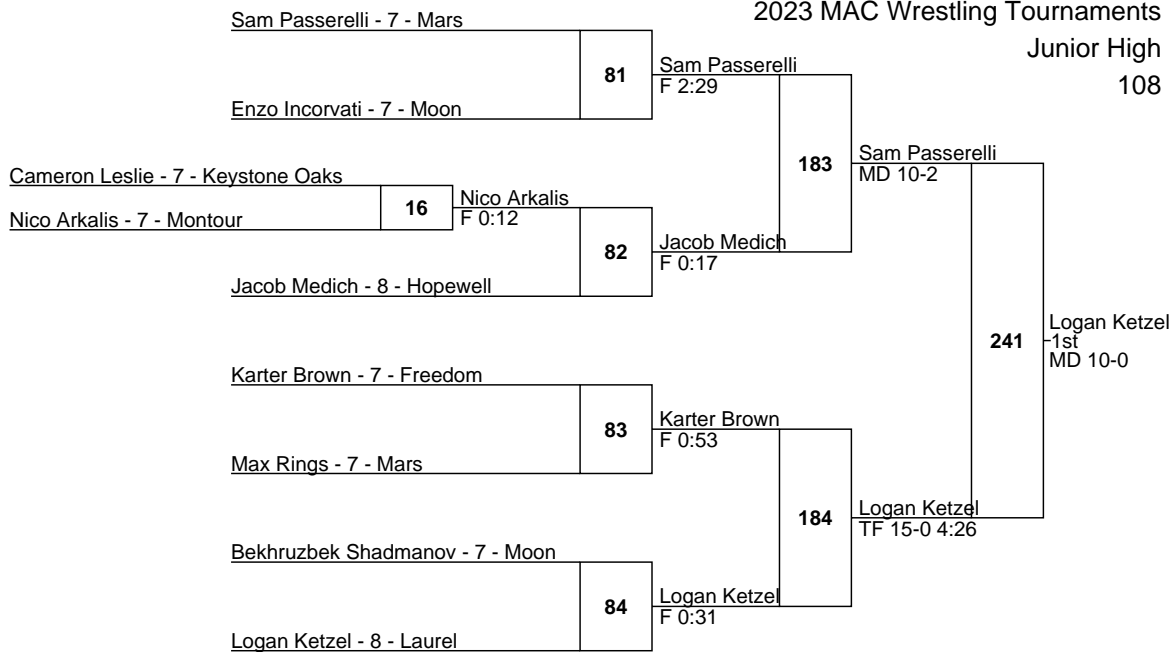 2023 MAC Wrestling Tournaments
Junior High
108
Sam Passerelli - 7 - Mars
81
Sam Passerelli
F 2:29
Enzo Incorvati - 7 - Moon
183
Sam Passerelli
MD 10-2
Cameron Leslie - 7 - Keystone Oaks
16
Nico Arkalis
F 0:12
Nico Arkalis - 7 - Montour
82
Jacob Medich
F 0:17
Jacob Medich - 8 - Hopewell
241
Logan Ketzel
1st
MD 10-0
Karter Brown - 7 - Freedom
83
Karter Brown
F 0:53
Max Rings - 7 - Mars
184
Logan Ketzel
TF 15-0 4:26
Bekhruzbek Shadmanov - 7 - Moon
84
Logan Ketzel
F 0:31
Logan Ketzel - 8 - Laurel